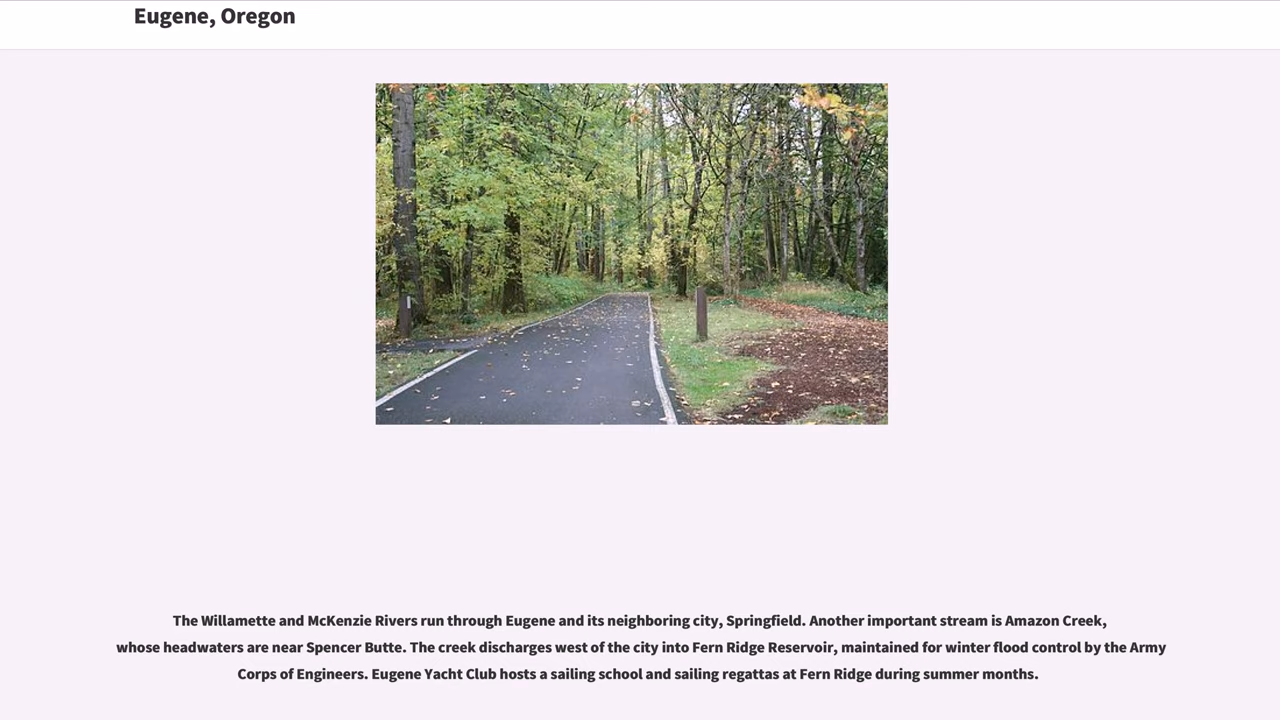 Eugene, Oregon
The Willamette and McKenzie Rivers run through Eugene and its neighboring city, Springfield. Another important stream is Amazon Creek,
whose headwaters are near Spencer Butte. The creek discharges west of the city into Fern Ridge Reservoir, maintained for winter flood control by the Army
Corps of Engineers. Eugene Yacht Club hosts a sailing school and sailing regattas at Fern Ridge during summer months.